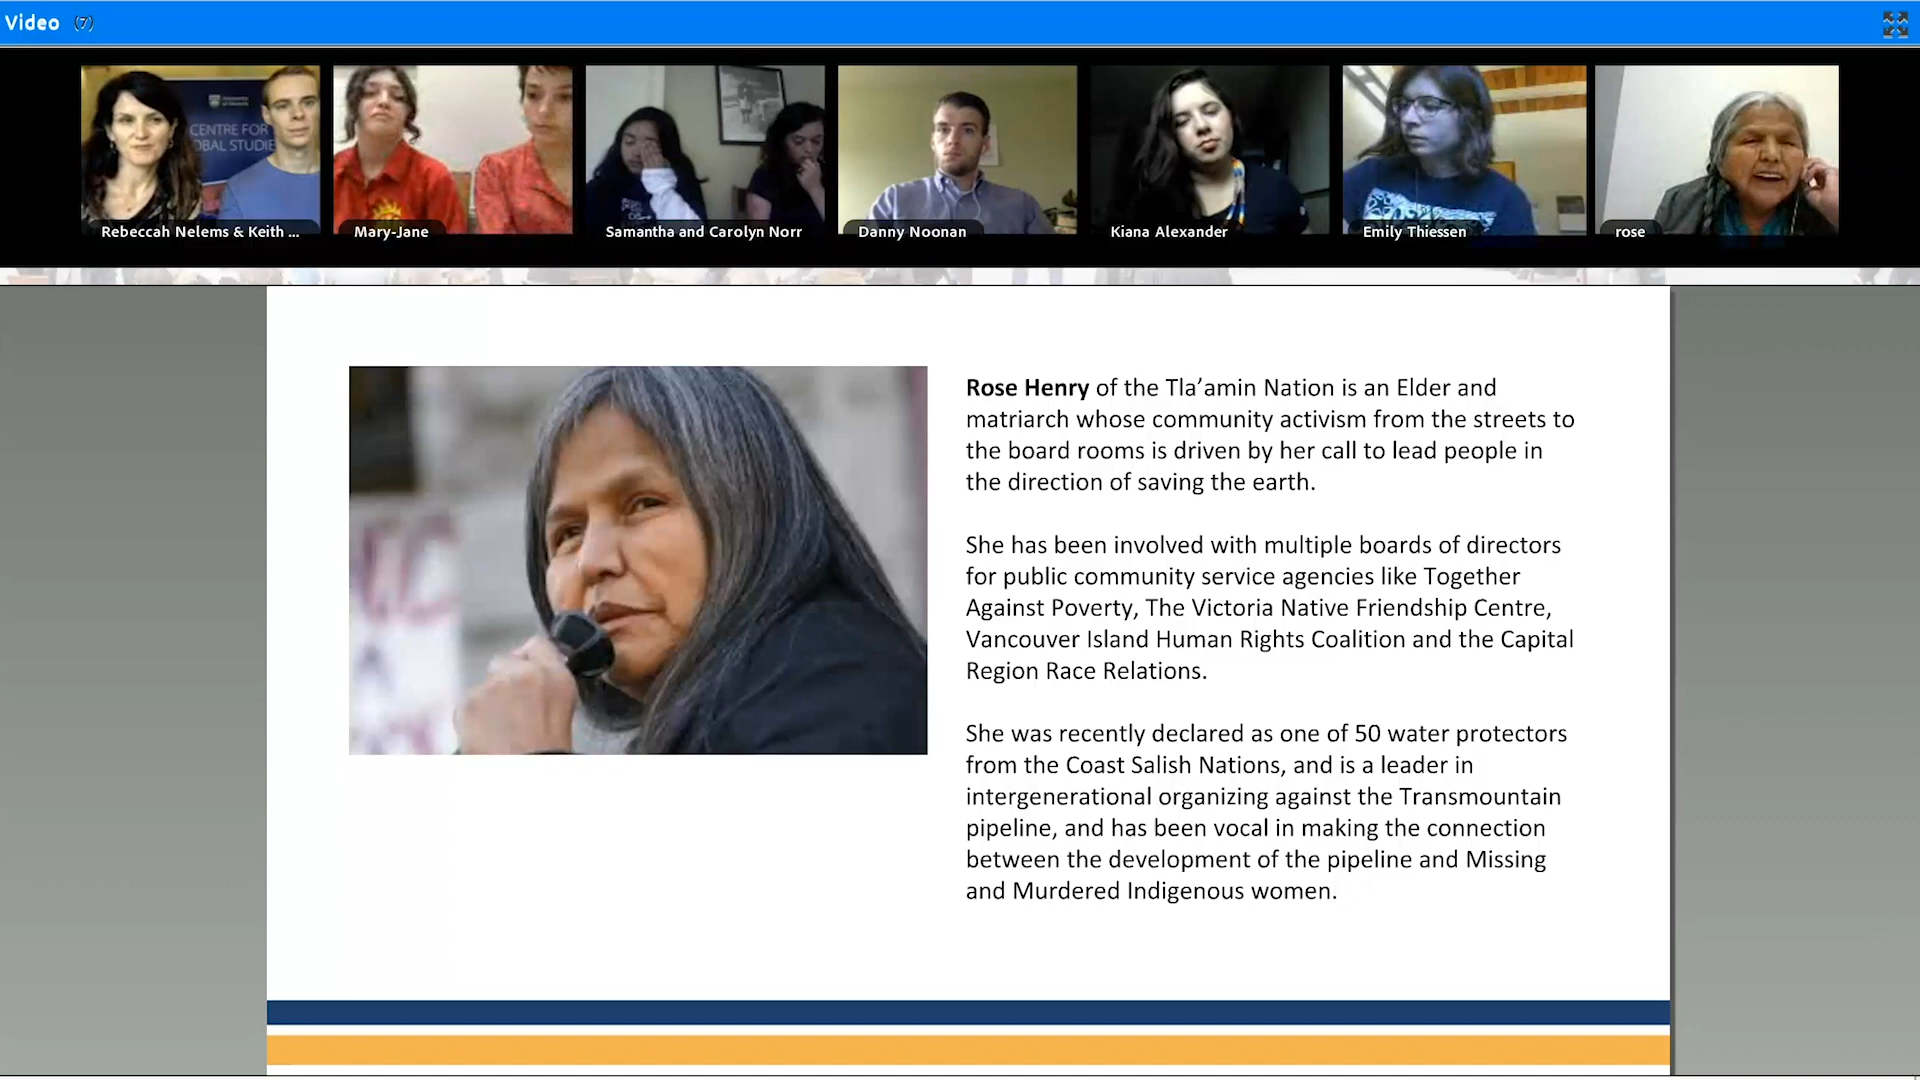 Video (7)
University
of Victoria
CENTRE FOR
OBAL STUDIE
Rebeccah Nelems & Keith ...
Mary-Jane
Samantha and Carolyn Norr
Danny Noonan
Kiana Alexander
Emily Thiessen
rose
Rose Henry of the Tla’amin Nation is an Elder and
matriarch whose community activism from the streets to
the board rooms is driven by her call to lead people in
the direction of saving the earth.
She has been involved with multiple boards of directors
for public community service agencies like Together
Against Poverty, The Victoria Native Friendship Centre,
Vancouver Island Human Rights Coalition and the Capital
Region Race Relations.
She was recently declared as one of 50 water protectors
from the Coast Salish Nations, and is a leader in
intergenerational organizing against the Transmountain
pipeline, and has been vocal in making the connection
between the development of the pipeline and Missing
and Murdered Indigenous women.